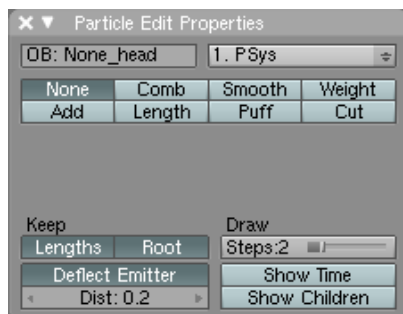 Particle Edit Properties
OB: None_head 1. PSys
None Comb Smooth Weight
Add Length Puff Cut
Keep Draw
Lengths Root Steps:2
Deflect Emitter Show Time
Dist: 0.2 Show Children